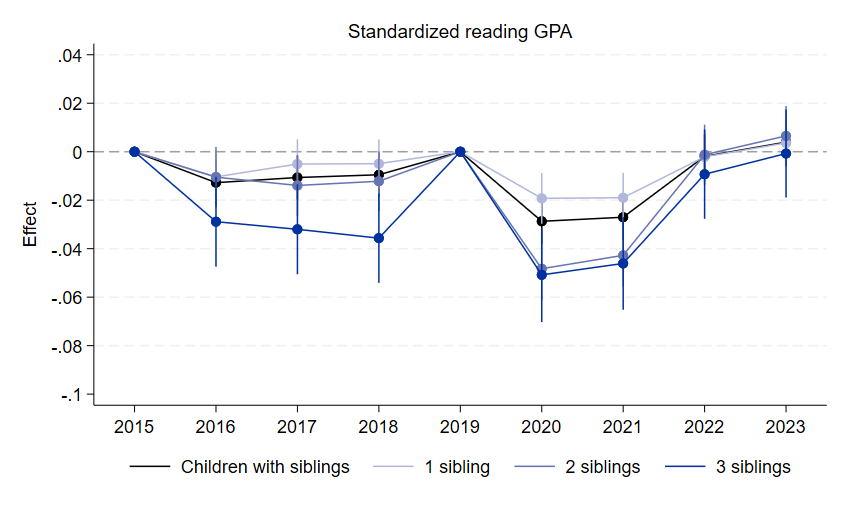 Standardized reading GPA
.04
.02
0
-.02
-.04
-.06
-.08
-.1
Effect
2015 2016 2017 2018 2019 2020 2021 2022 2023
Children with siblings 1 sibling 2 siblings 3 siblings